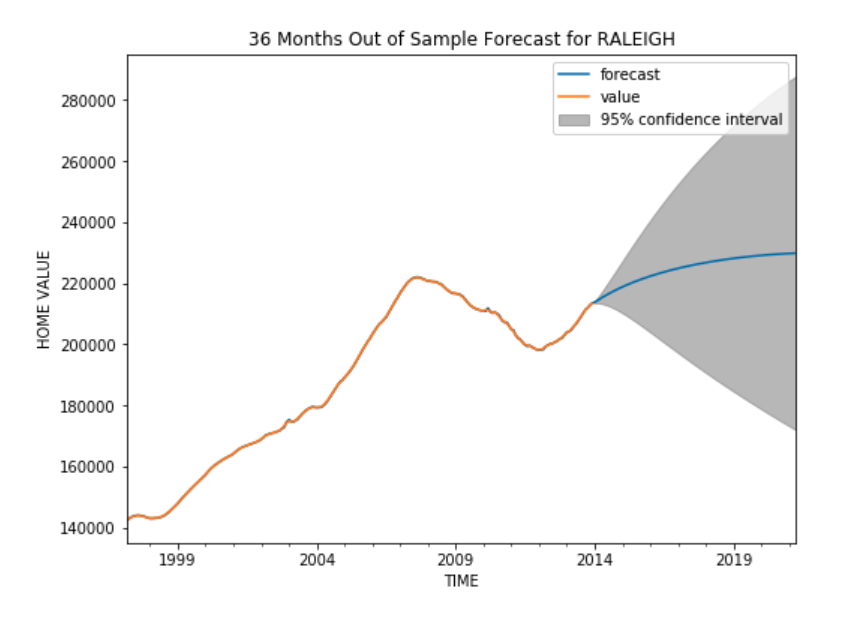 36 Months Out of Sample Forecast for RALEIGH
forecast
value
95% confidence interval
280000
260000
240000
220000
200000
180000
160000
140000
HOME VALUE
1999 2004 2009 2014 2019
TIME